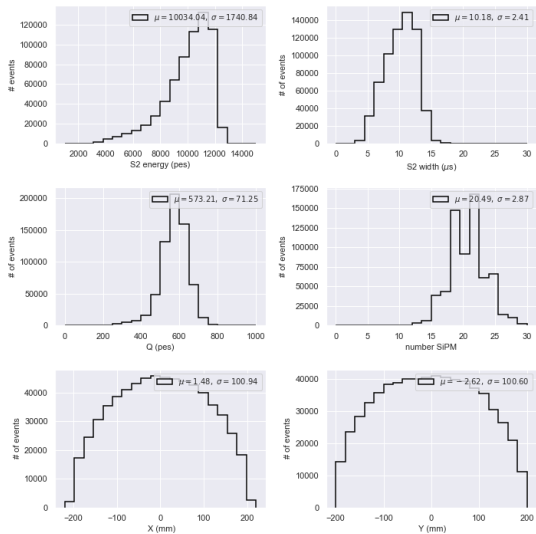 μ = 10034.04, σ = 1740.84
# of events
120000
100000
80000
60000
40000
20000
0
2000 4000 6000 8000 10000 12000 14000
S2 energy (pes)
μ = 10.18, σ = 2.41
# of events
140000
120000
100000
80000
60000
40000
20000
0
0 5 10 15 20 25 30
S2 width (μs)
μ = 573.21, σ = 71.25
# of events
200000
150000
100000
50000
0
0 200 400 600 800 1000
Q (pes)
μ = 20.49, σ = 2.87
# of events
175000
150000
125000
100000
75000
50000
25000
0
0 5 10 15 20 25 30
number SiPM
μ = 1.48, σ = 100.94
# of events
40000
30000
20000
10000
0
−200 −100 0 100 200
X (mm)
μ = −2.62, σ = 100.60
# of events
40000
35000
30000
25000
20000
15000
10000
5000
0
−200 −100 0 100 200
Y (mm)